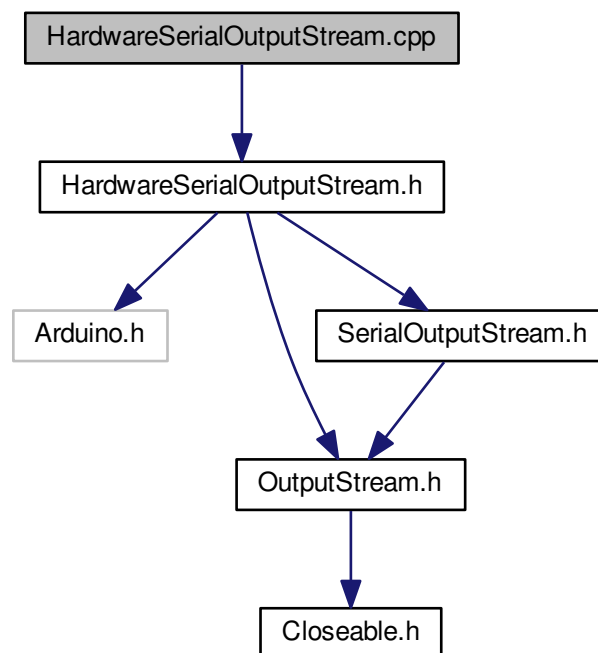 HardwareSerialOutputStream.cpp
HardwareSerialOutputStream.h
Arduino.h
SerialOutputStream.h
OutputStream.h
Closeable.h